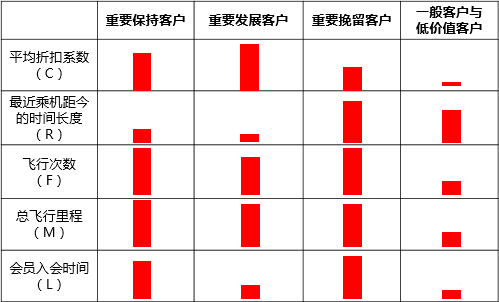 重要保持客户 重要发展客户 重要挽留客户 一般客户与
低价值客户
平均折扣系数
（C）
最近乘机距今
的时间长度
（R）
飞行次数
（F）
总飞行里程
（M）
会员入会时间
（L）